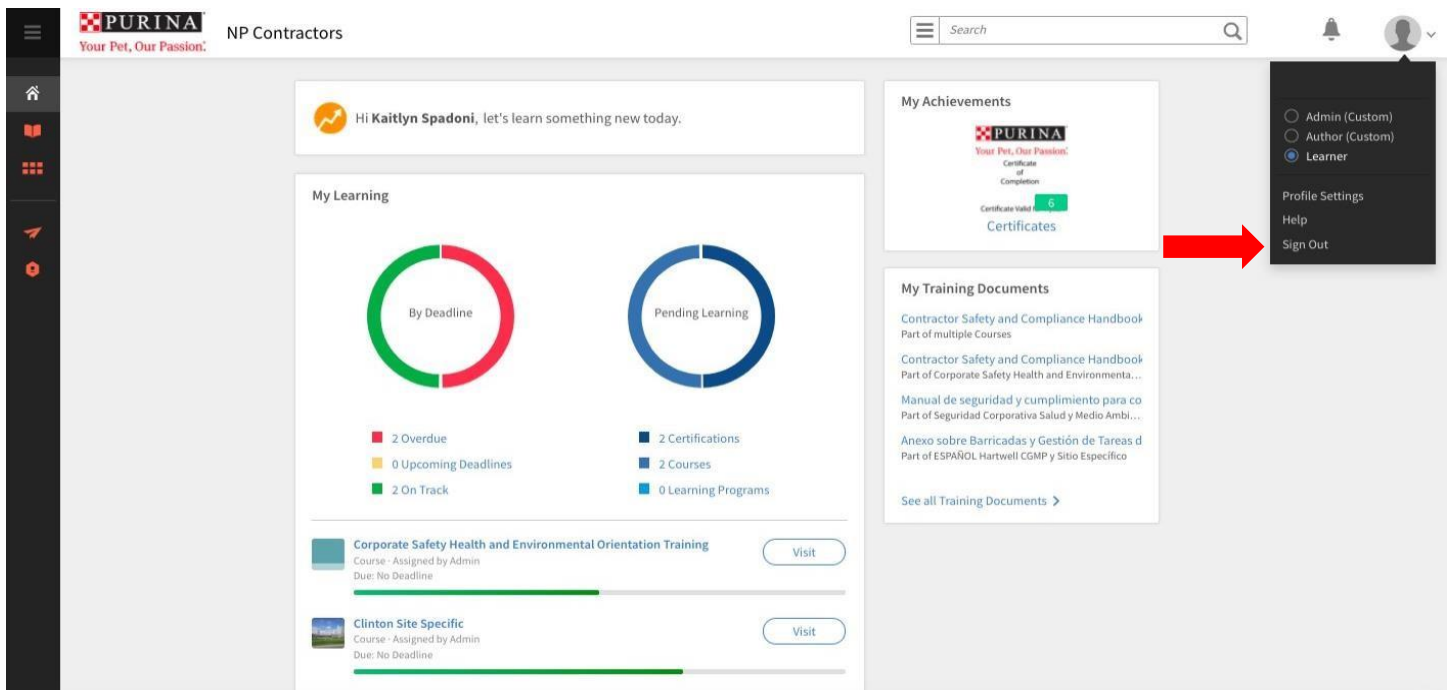 PURINA
Your Pet, Our Passion.
NP Contractors
Search
Hi Kaitlyn Spadoni, let's learn something new today.
My Learning
By Deadline
Pending Learning
2 Overdue
0 Upcoming Deadlines
2 On Track
2 Certifications
2 Courses
0 Learning Programs
Corporate Safety Health and Environmental Orientation Training
Course - Assigned by Admin
Due: No Deadline
Visit
Clinton Site Specific
Course - Assigned by Admin
Due: No Deadline
Visit
My Achievements
PURINA
Your Pet, Our Passion.
Certificate
of
Completion
Certificate Valid
6
Certificates
My Training Documents
Contractor Safety and Compliance Handbook
Part of multiple Courses
Contractor Safety and Compliance Handbook
Part of Corporate Safety Health and Environmenta...
Manual de seguridad y cumplimiento para co
Part of Seguridad Corporativa Salud y Medio Ambi...
Anexo sobre Barricadas y Gestión de Tareas d
Part of ESPAÑOL Hartwell CGMP y Sitio Específico
See all Training Documents
Admin (Custom)
Author (Custom)
Learner
Profile Settings
Help
Sign Out